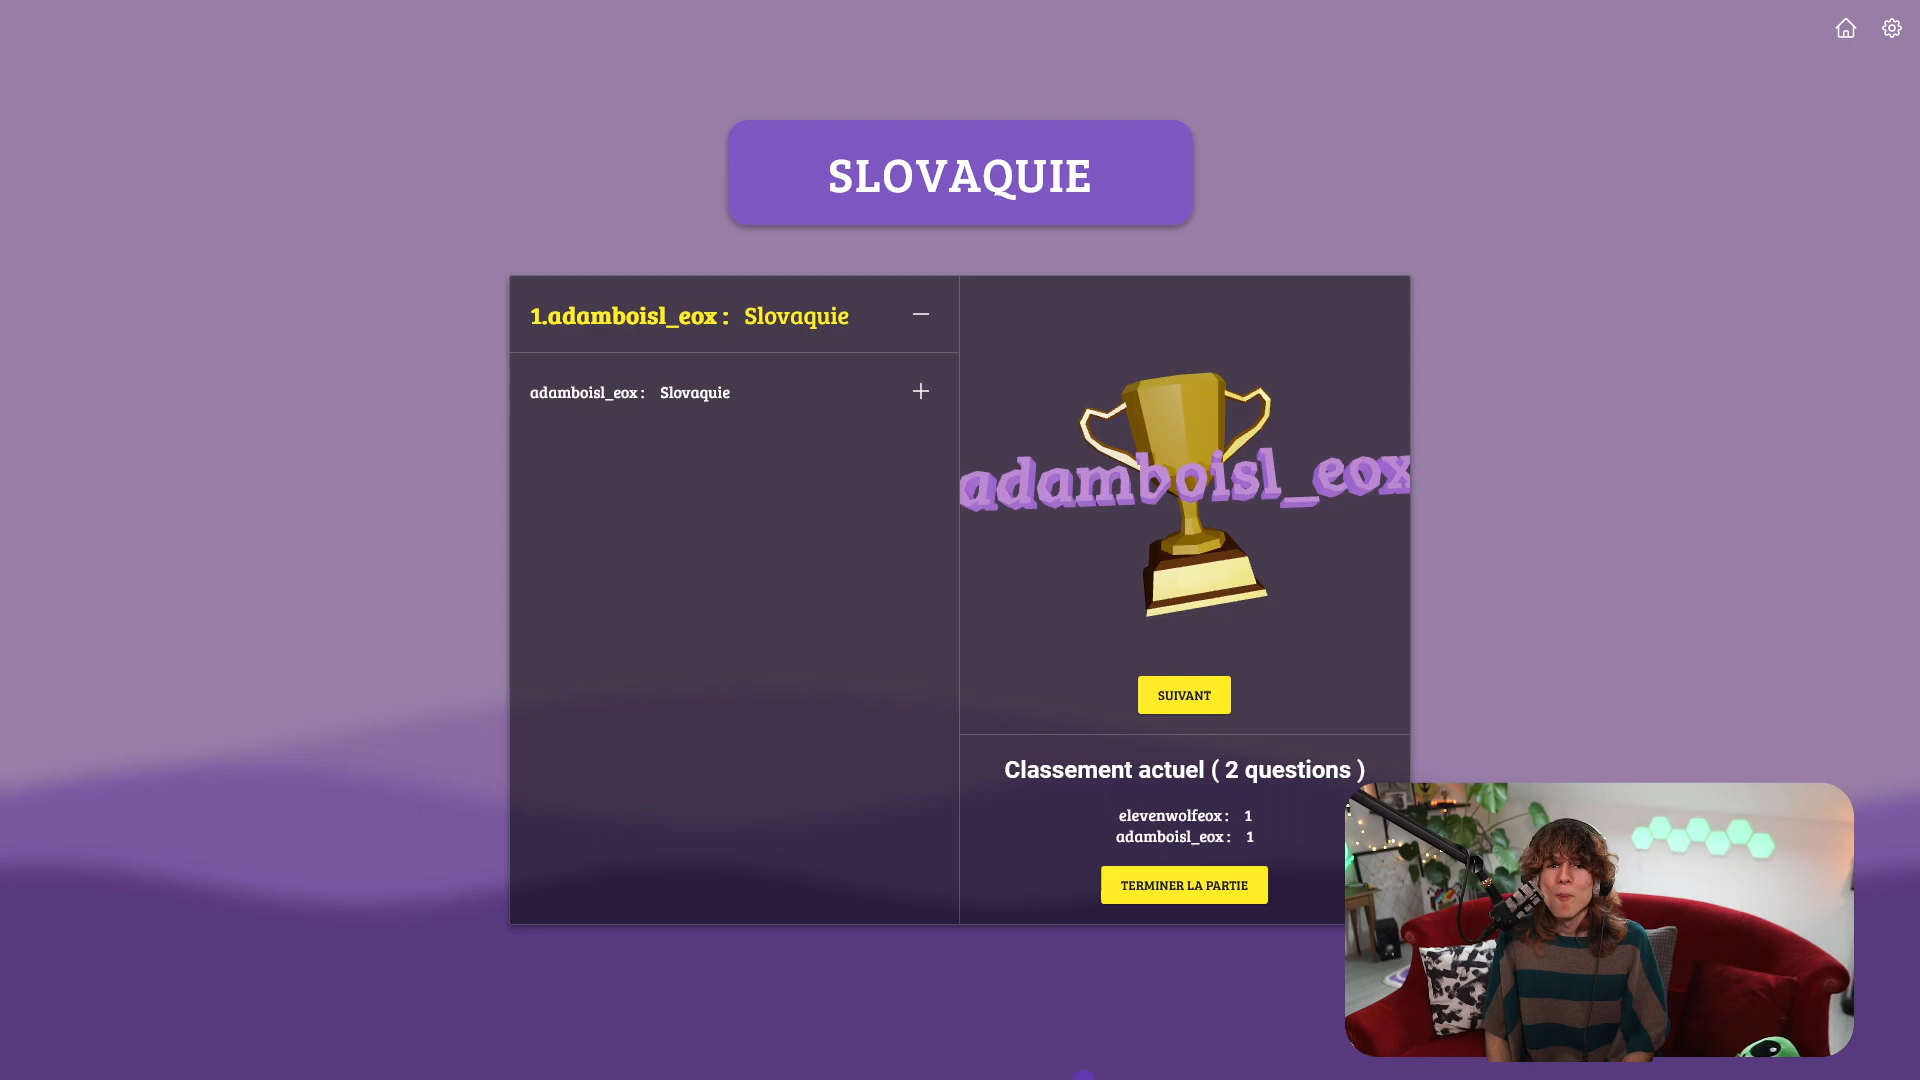 SLOVAQUIE
1.adamboisl_eox : Slovaquie
adamboisl_eox : Slovaquie
adamboisl_eox
SUIVANT
Classement actuel ( 2 questions )
elevenwolfeox : 1
adamboisl_eox : 1
TERMINER LA PARTIE